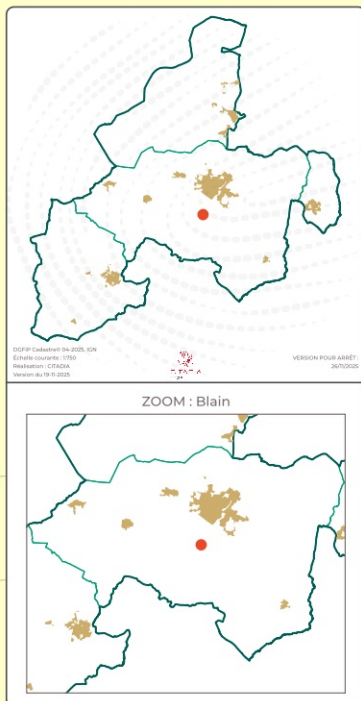 DGFIP Cadastre® 04-2025, IGN
Échelle courante : 1:750
Réalisation : CITADIA
Version du 19-11-2025
CITADIA
VERSION POUR ARRÊT :
26/11/2025
ZOOM : Blain